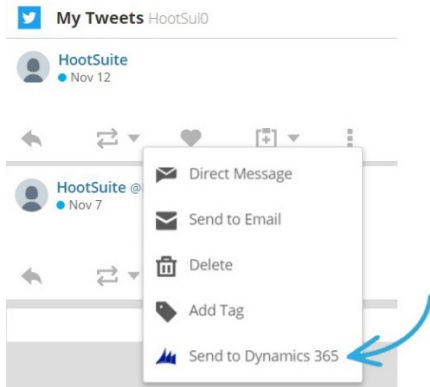 My Tweets HootSui0
HootSuite
Nov 12
Direct Message
HootSuite @
Nov 7
Send to Email
Delete
Add Tag
Send to Dynamics 365